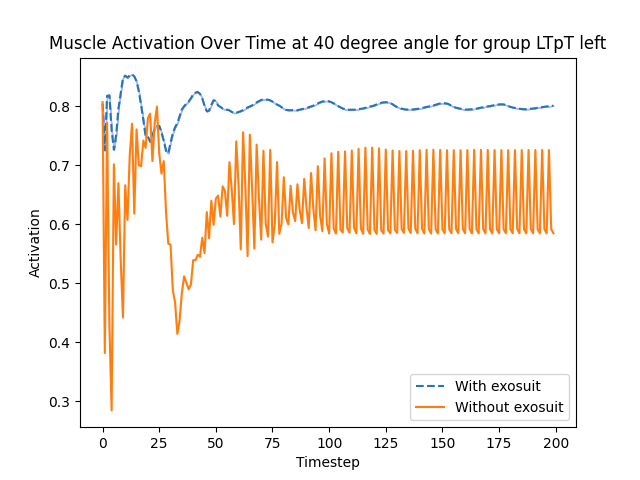 Muscle Activation Over Time at 40 degree angle for group LTpT left
Activation
0.8
0.7
0.6
0.5
0.4
0.3
With exosuit
Without exosuit
0 25 50 75 100 125 150 175 200
Timestep